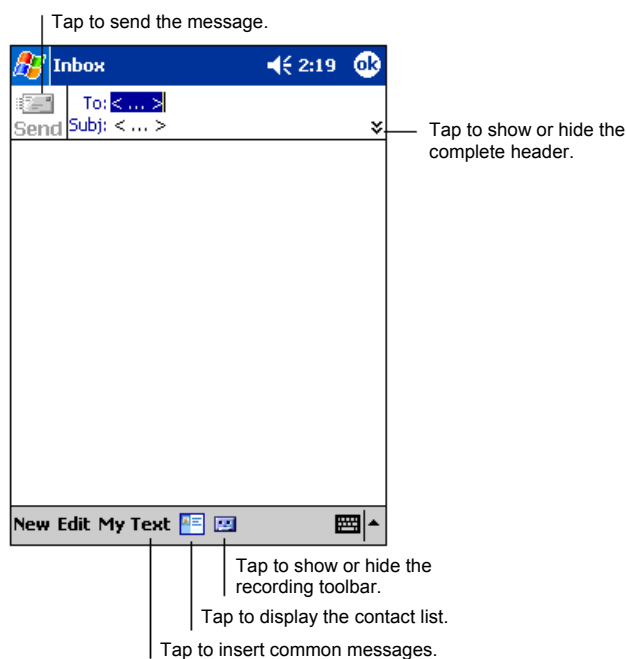 Tap to send the message.
Inbox 2:19 ok
To: < ... >
Send Subj: < ... >
Tap to show or hide the
complete header.
New Edit My Text
Tap to show or hide the
recording toolbar.
Tap to display the contact list.
Tap to insert common messages.